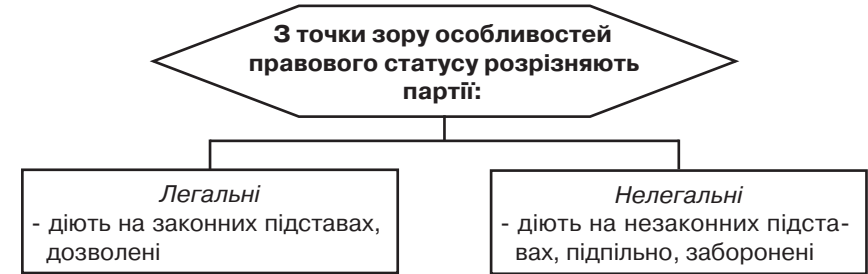 З точки зору особливостей
правового статусу розрізняють
партії:
Легальні
- діють на законних підставах,
дозволені
Нелегальні
- діють на незаконних підста-
вах, підпільно, заборонені